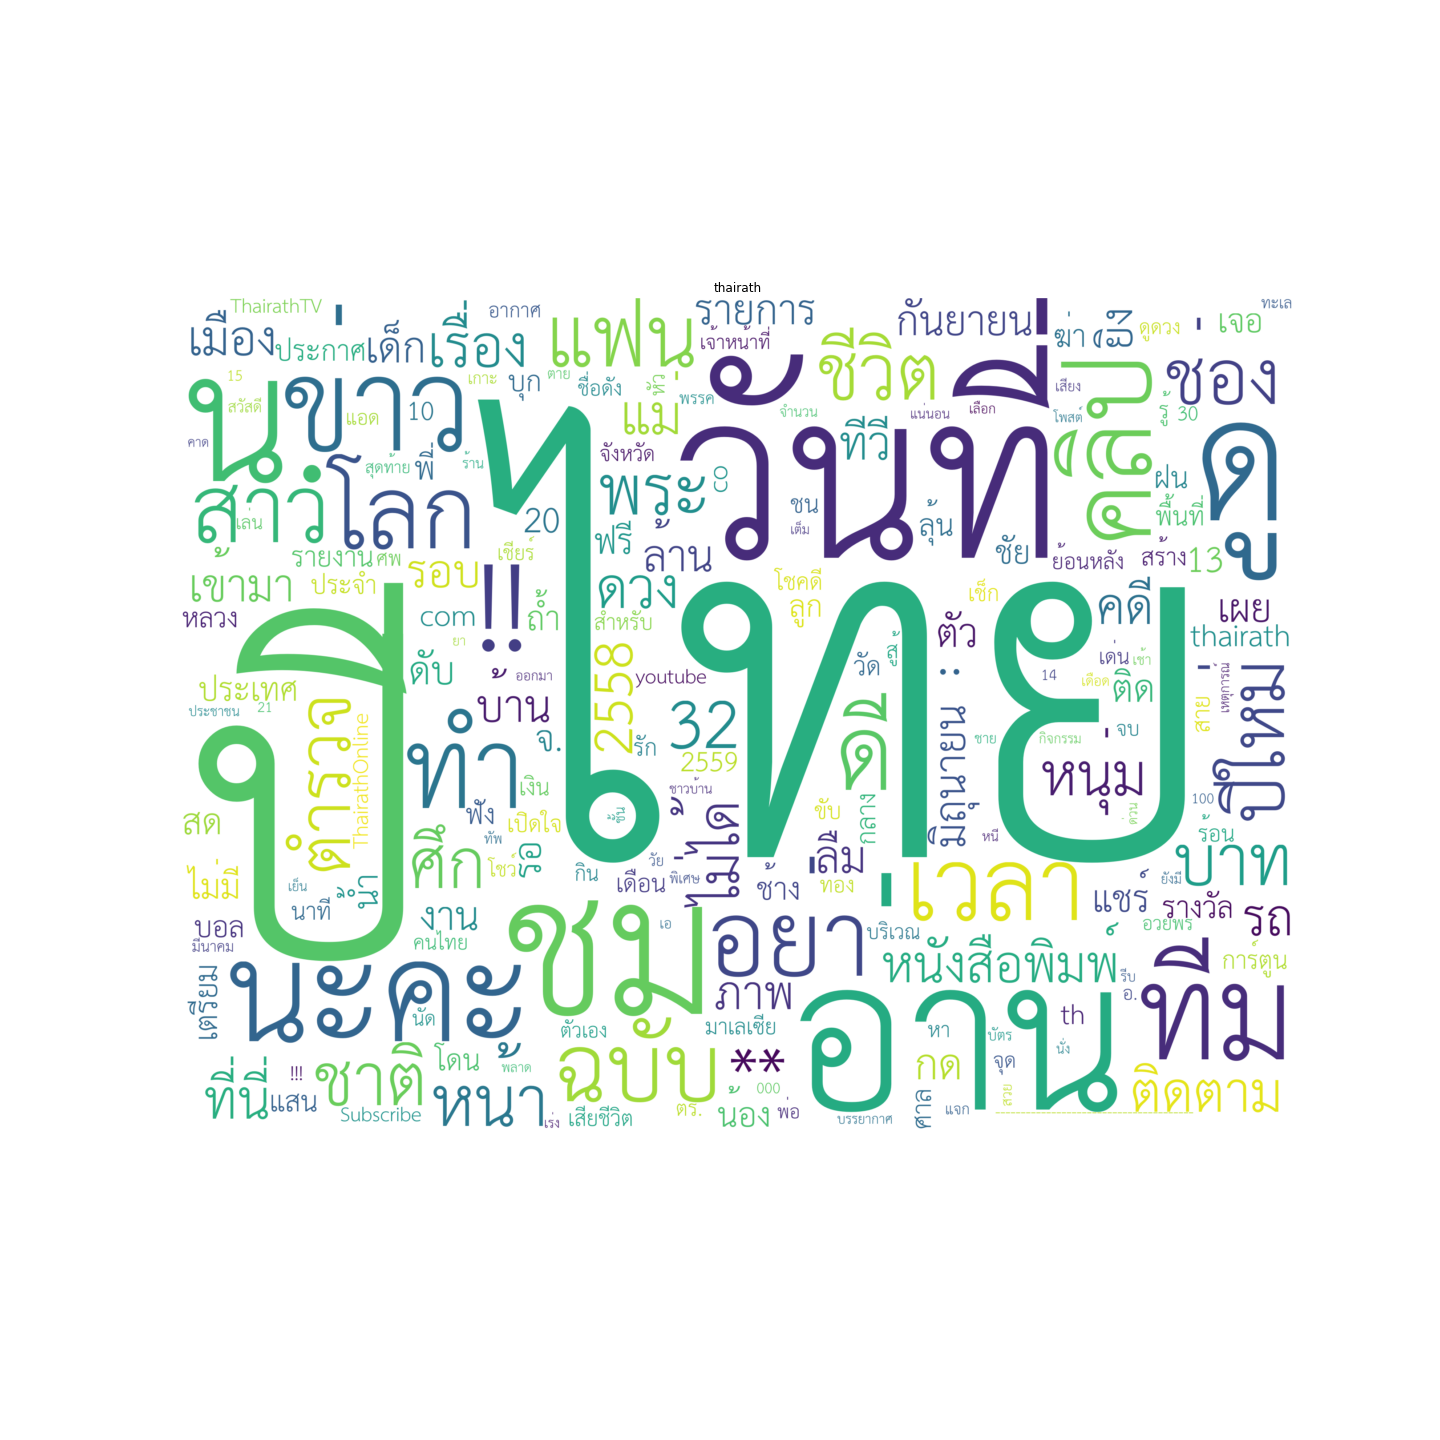 thairath
ThairathTV
อากาศ
รายการ
กันยายน
ทะเล
เมือง
ประกาศ
เด็ก
เรื่อง
แฟน
เจ้าหน้าที่
ชีวิต
ฆ่า
ดูดวง
เจอ
15
ข่าว
เกาะ
บุก
ตาย
ชื่อดัง
หัว
พรรค
วันที่
เสียง
คลิป
ช่อง
สวัสดี
แอด
10
แม่
จำนวน
ทีวี
แน่นอน
เลือก
โพสต์
รู้
30
ดู
คาด
น
สุดท้าย
พี่
ร้าน
จังหวัด
ฝน
สาว
เล่น
โลก
20
พระ
co
ชน
เต็ม
ลุ้น
พื้นที่
รายงาน
ศพ
เชียร์
ฟรี
ล้าน
ชัย
ย้อนหลัง
สร้าง
13
เข้ามา
ประจำ
รอบ
!!
ดวง
โชคดี
เช็ก
คดี
เผย
หลวง
com
ถ้ำ
สำหรับ
ลูก
ตัว
thairath
ยา
ไทย
ปี
ประเทศ
ดับ
ออกมา
youtube
วัด
:
14
เด่น
เช้า
ติด
เดือด
สาย
เหตุการณ์
ปีใหม่
ประชาชน
21
ตำรวจ
ThairathOnline
บ้าน
2558
32
ดี
ทำ
จ.
รัก
2559
มิถุนายน
ชาย
กิจกรรม
จบ
เงิน
ชาวบ้าน
หนุ่ม
100
สด
ฟัง
เปิดใจ
ขับ
กลาง
หนี
ด่วน
ร้อน
ทัพ
ไม่ได้
ลืม
บาท
ไม่มี
เย็น
น้ำ
ศึก
โชว์
รอ
กิน
วัย
เดือน
พิเศษ
ช้าง
ทอง
เวลา
แชร์
ยังมี
รางวัล
นาที
บอล
งาน
คนไทย
ชม
เอ
อย่า
บริเวณ
อวยพร
รถ
มีนาคม
เตรียม
นะคะ
นัด
ภาพ
หนังสือพิมพ์
รีบ
อ.
ทีม
การ์ตูน
ตัวเอง
มาเลเซีย
อ่าน
หา
บัตร
th
นั่ง
ที่นี่
!!!
แสน
ชาติ
โดน
พลาด
ฉบับ
**
000
กด
จุด
สวย
ติดตาม
Subscribe
หน้า
เร่ง
เสียชีวิต
ตร.
น้อง
พ่อ
บรรยากาศ
ศาล
แจก